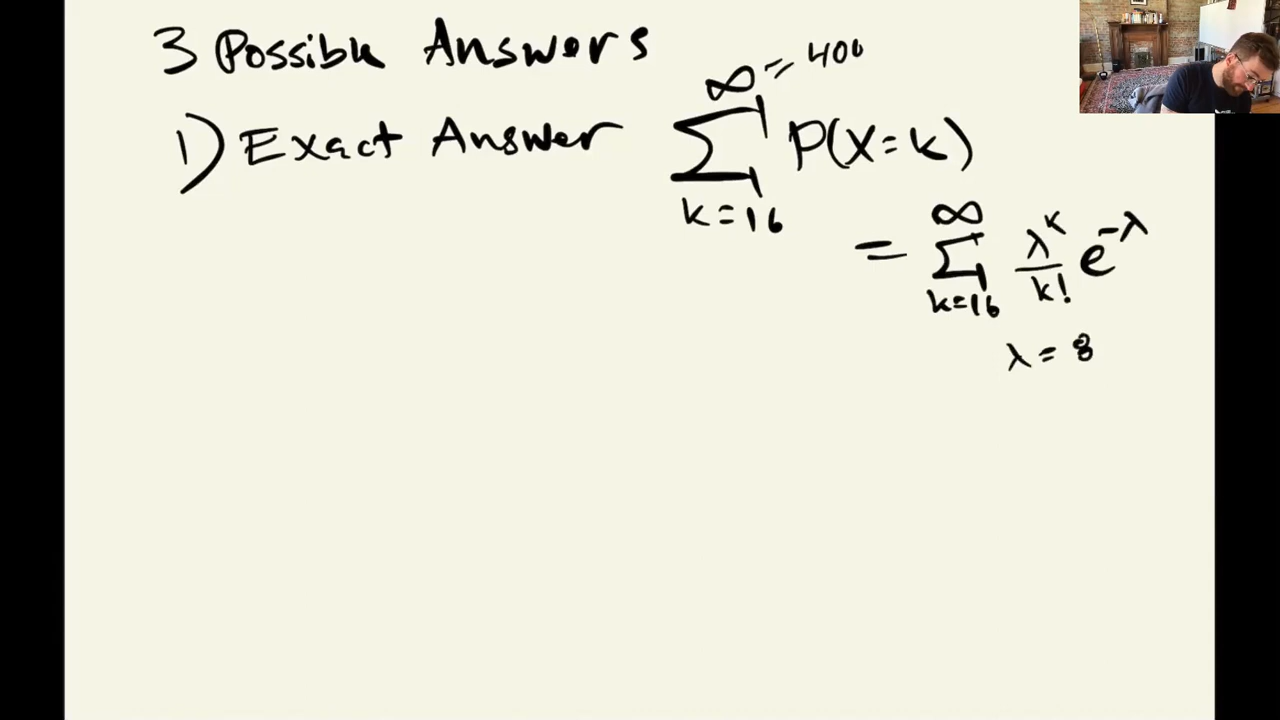 3 Possible Answers
1) Exact Answer ∑_{k=16}^{∞ = 400} P(X=k)
= ∑_{k=16}^{∞} λ^k/k! e^{-λ}
λ = 8